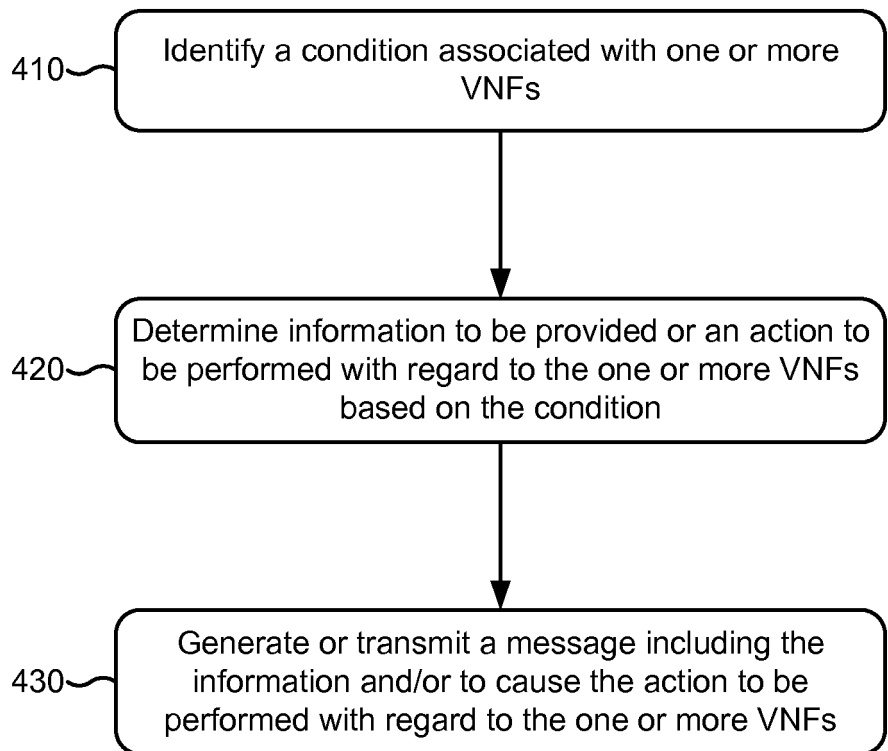 410
Identify a condition associated with one or more
VNFs
420
Determine information to be provided or an action to
be performed with regard to the one or more VNFs
based on the condition
430
Generate or transmit a message including the
information and/or to cause the action to be
performed with regard to the one or more VNFs